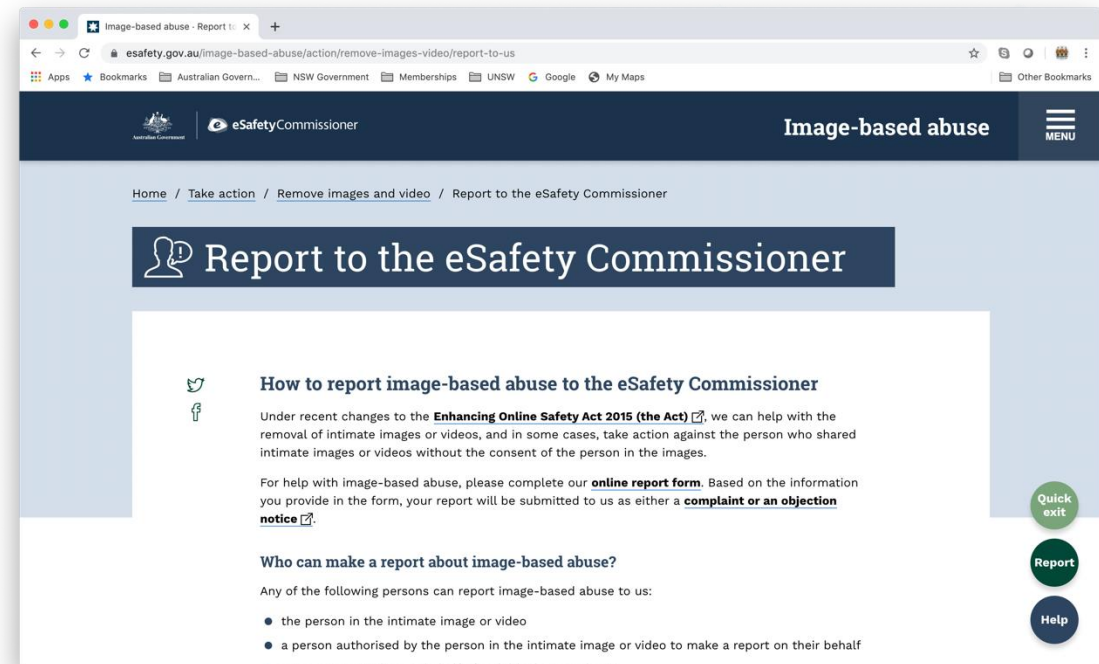 Image-based abuse - Report to
esafety.gov.au/image-based-abuse/action/remove-images-video/report-to-us
Apps Bookmarks Australian Govern... NSW Government Memberships UNSW Google My Maps Other Bookmarks
Australian Government eSafetyCommissioner Image-based abuse MENU
Home / Take action / Remove images and video / Report to the eSafety Commissioner
Report to the eSafety Commissioner
How to report image-based abuse to the eSafety Commissioner
Under recent changes to the Enhancing Online Safety Act 2015 (the Act), we can help with the
removal of intimate images or videos, and in some cases, take action against the person who shared
intimate images or videos without the consent of the person in the images.
For help with image-based abuse, please complete our online report form. Based on the information
you provide in the form, your report will be submitted to us as either a complaint or an objection
notice.
Who can make a report about image-based abuse?
Any of the following persons can report image-based abuse to us:
• the person in the intimate image or video
• a person authorised by the person in the intimate image or video to make a report on their behalf
Quick
exit
Report
Help